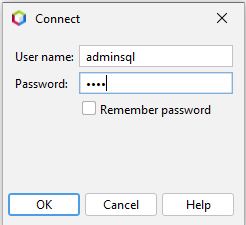 Connect
User name: adminsql
Password: ••••
Remember password
OK Cancel Help